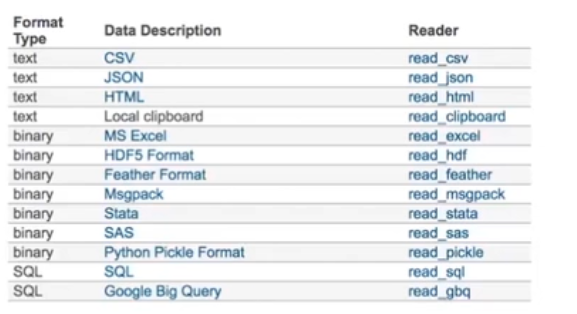 Format Type Data Description Reader
text CSV read_csv
text JSON read_json
text HTML read_html
text Local clipboard read_clipboard
binary MS Excel read_excel
binary HDF5 Format read_hdf
binary Feather Format read_feather
binary Msgpack read_msgpack
binary Stata read_stata
binary SAS read_sas
binary Python Pickle Format read_pickle
SQL SQL read_sql
SQL Google Big Query read_gbq